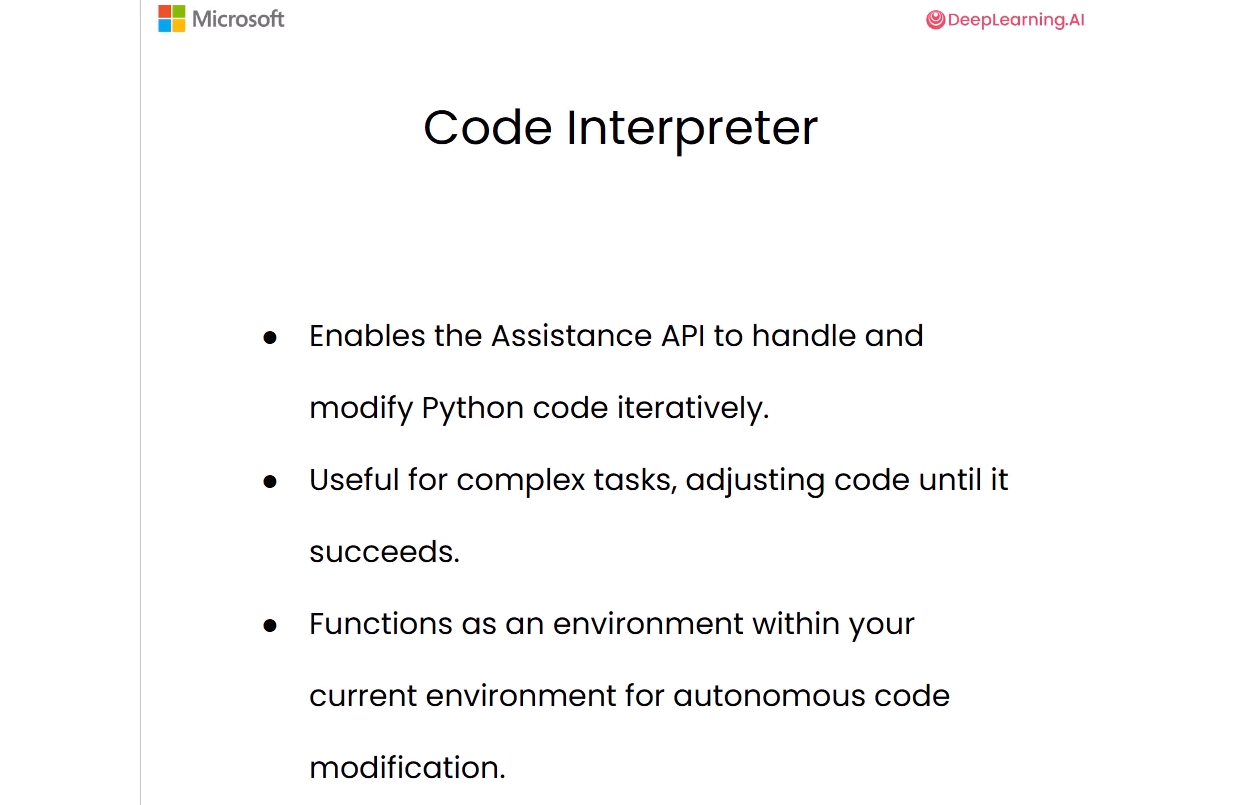 Microsoft
DeepLearning.AI
Code Interpreter
● Enables the Assistance API to handle and
modify Python code iteratively.
● Useful for complex tasks, adjusting code until it
succeeds.
● Functions as an environment within your
current environment for autonomous code
modification.